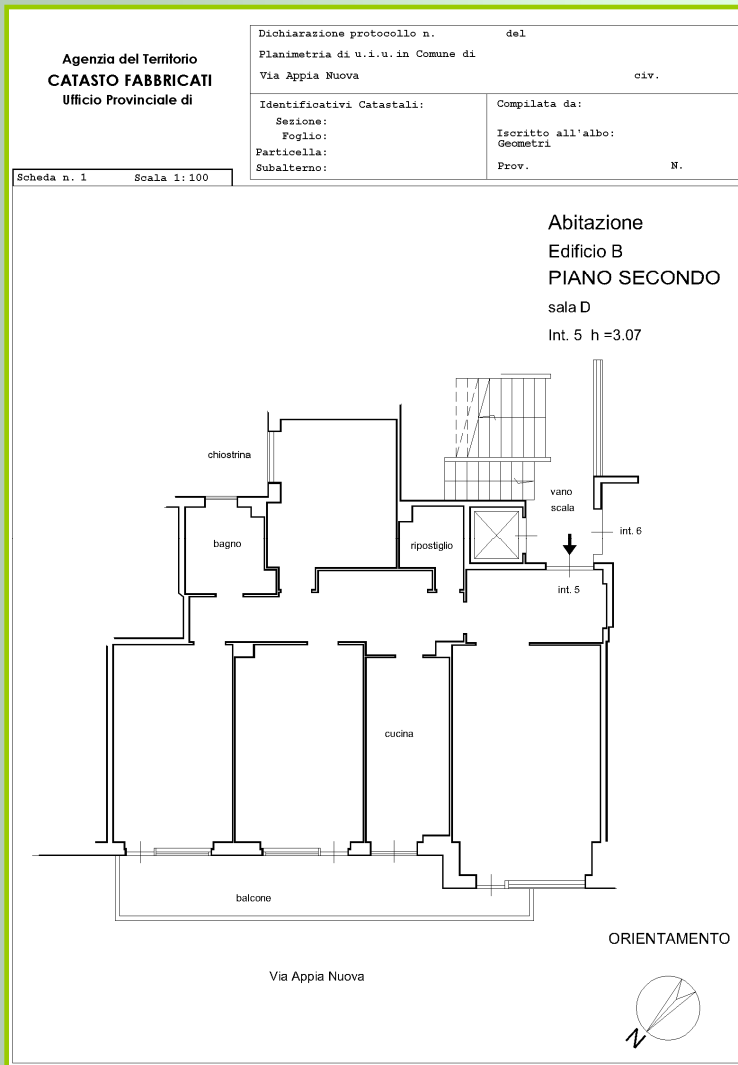 Agenzia del Territorio
CATASTO FABBRICATI
Ufficio Provinciale di
Scheda n. 1 Scala 1:100
Dichiarazione protocollo n. del
Planimetria di u.i.u. in Comune di
Via Appia Nuova civ.
Identificativi Catastali:
Sezione:
Foglio:
Particella:
Subalterno:
Compilata da:
Iscritto all'albo:
Geometri
Prov. N.
Abitazione
Edificio B
PIANO SECONDO
sala D
Int. 5 h =3.07
chiostrina
vano
scala
int. 6
bagno
ripostiglio
int. 5
cucina
balcone
ORIENTAMENTO
Via Appia Nuova
N